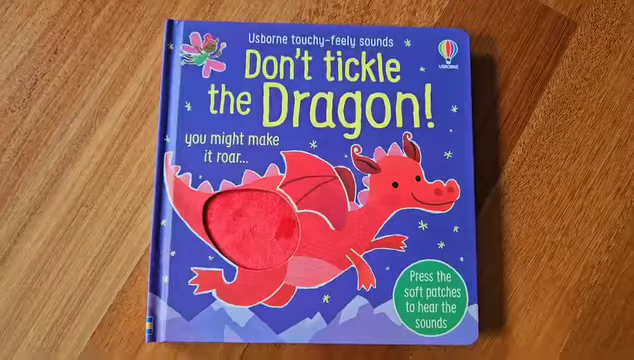 Usborne touchy-feely sounds
USBORNE
Don't tickle
the Dragon!
you might make
it roar...
Press the
soft patches
to hear the
sounds